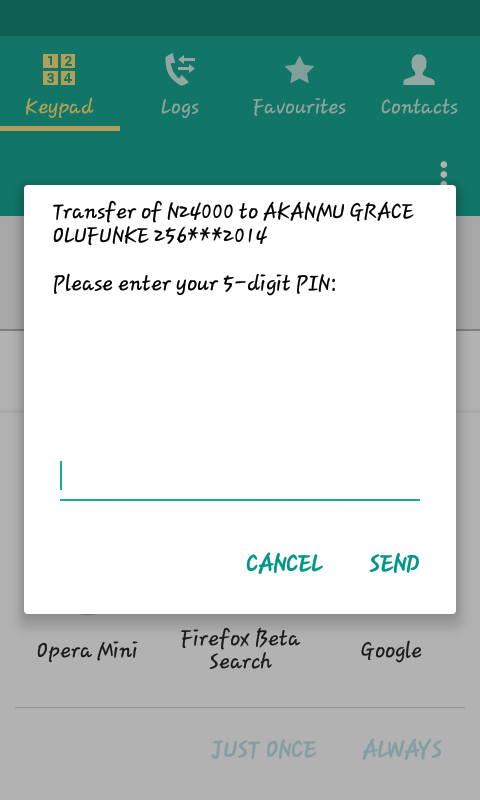 1 2
3 4
Keypad Logs Favourites Contacts
Transfer of N24000 to AKANMU GRACE
OLUFUNKE 256***2014
Please enter your 5-digit PIN:
CANCEL SEND
Opera Mini Firefox Beta Search Google
JUST ONCE ALWAYS